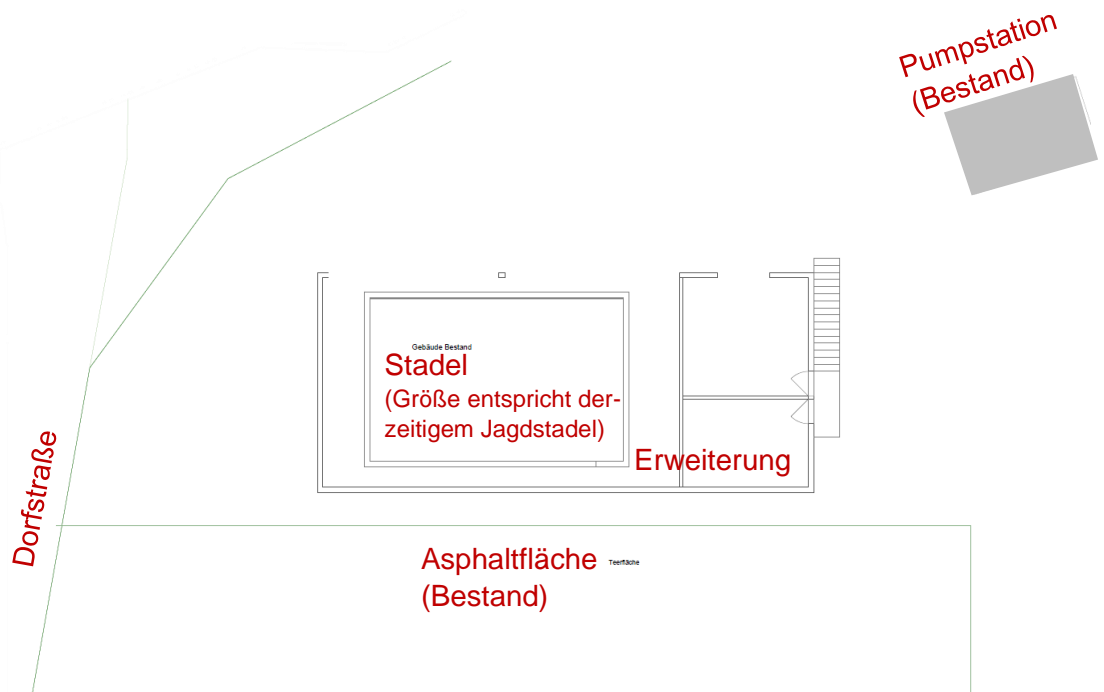 Pumpstation
(Bestand)
Gebäude Bestand
Stadel
(Größe entspricht der-
zeitigem Jagdstadel)
Erweiterung
Dorfstraße
Asphaltfläche
Teerfläche
(Bestand)